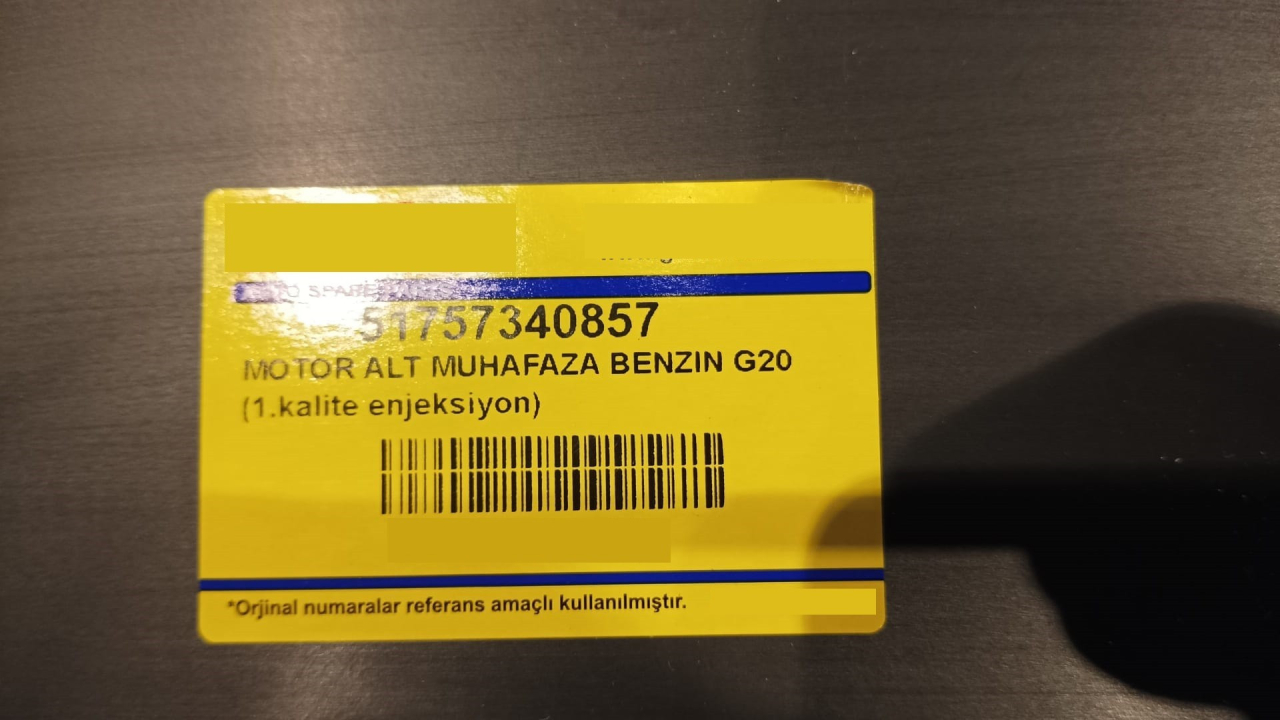 51757340857
MOTOR ALT MUHAFAZA BENZIN G20
(1.kalite enjeksiyon)
*Orjinal numaralar referans amaçlı kullanılmıştır.